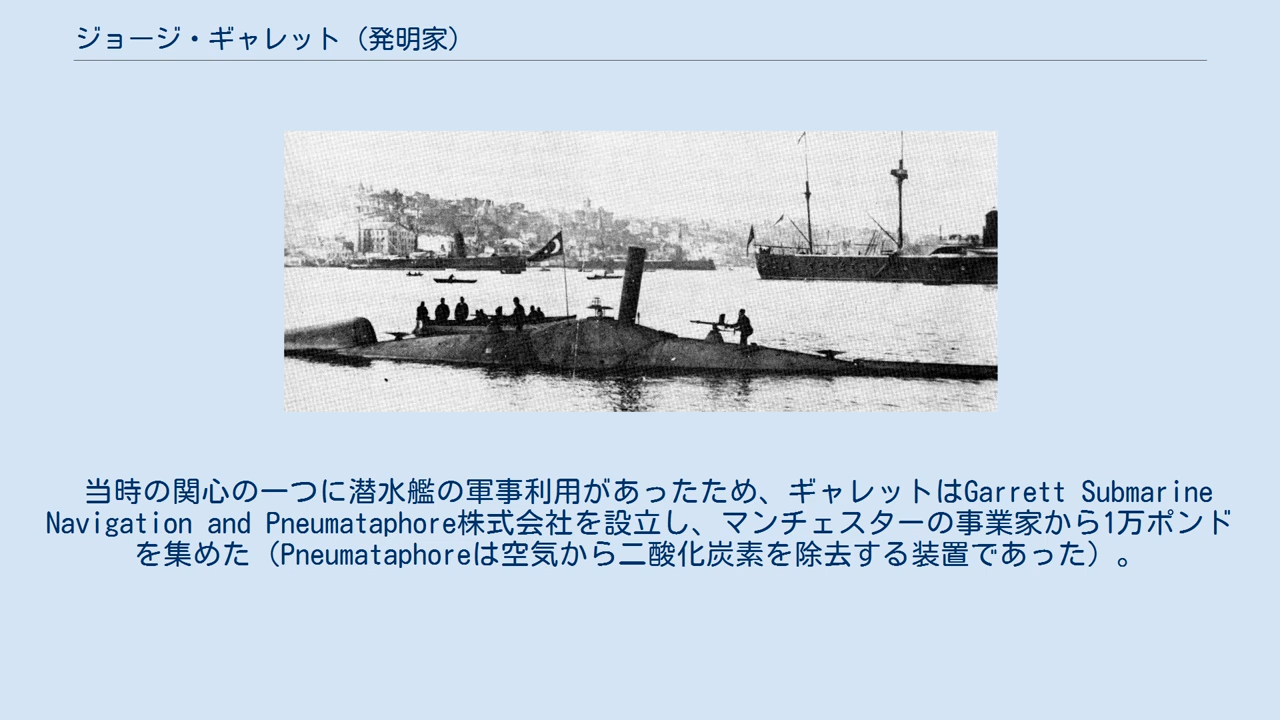 ジョージ・ギャレット（発明家）
当時の関心の一つに潜水艦の軍事利用があったため、ギャレットはGarrett Submarine
Navigation and Pneumataphore株式会社を設立し、マンチェスターの事業家から1万ポンド
を集めた（Pneumataphoreは空気から二酸化炭素を除去する装置であった）。